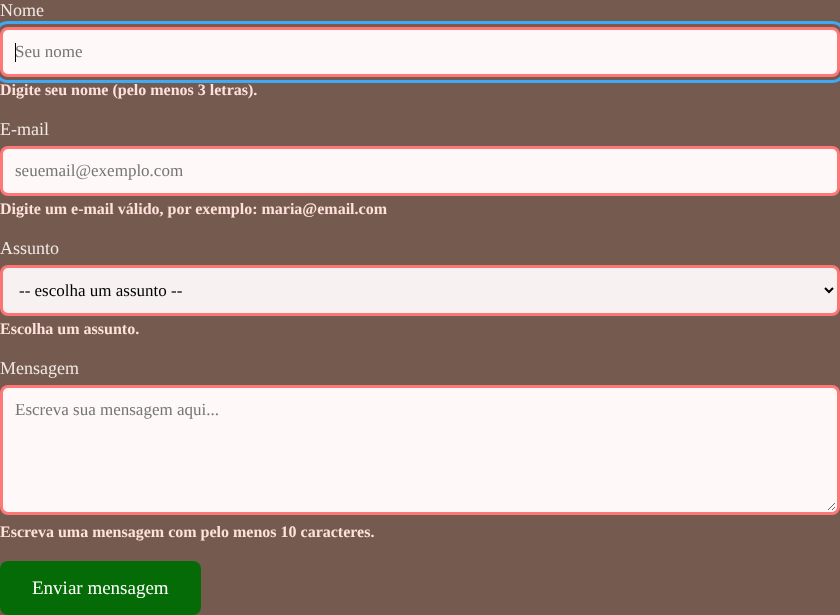 Nome
Seu nome
Digite seu nome (pelo menos 3 letras).
E-mail
seuemail@exemplo.com
Digite um e-mail válido, por exemplo: maria@email.com
Assunto
-- escolha um assunto --
Escolha um assunto.
Mensagem
Escreva sua mensagem aqui...
Escreva uma mensagem com pelo menos 10 caracteres.
Enviar mensagem